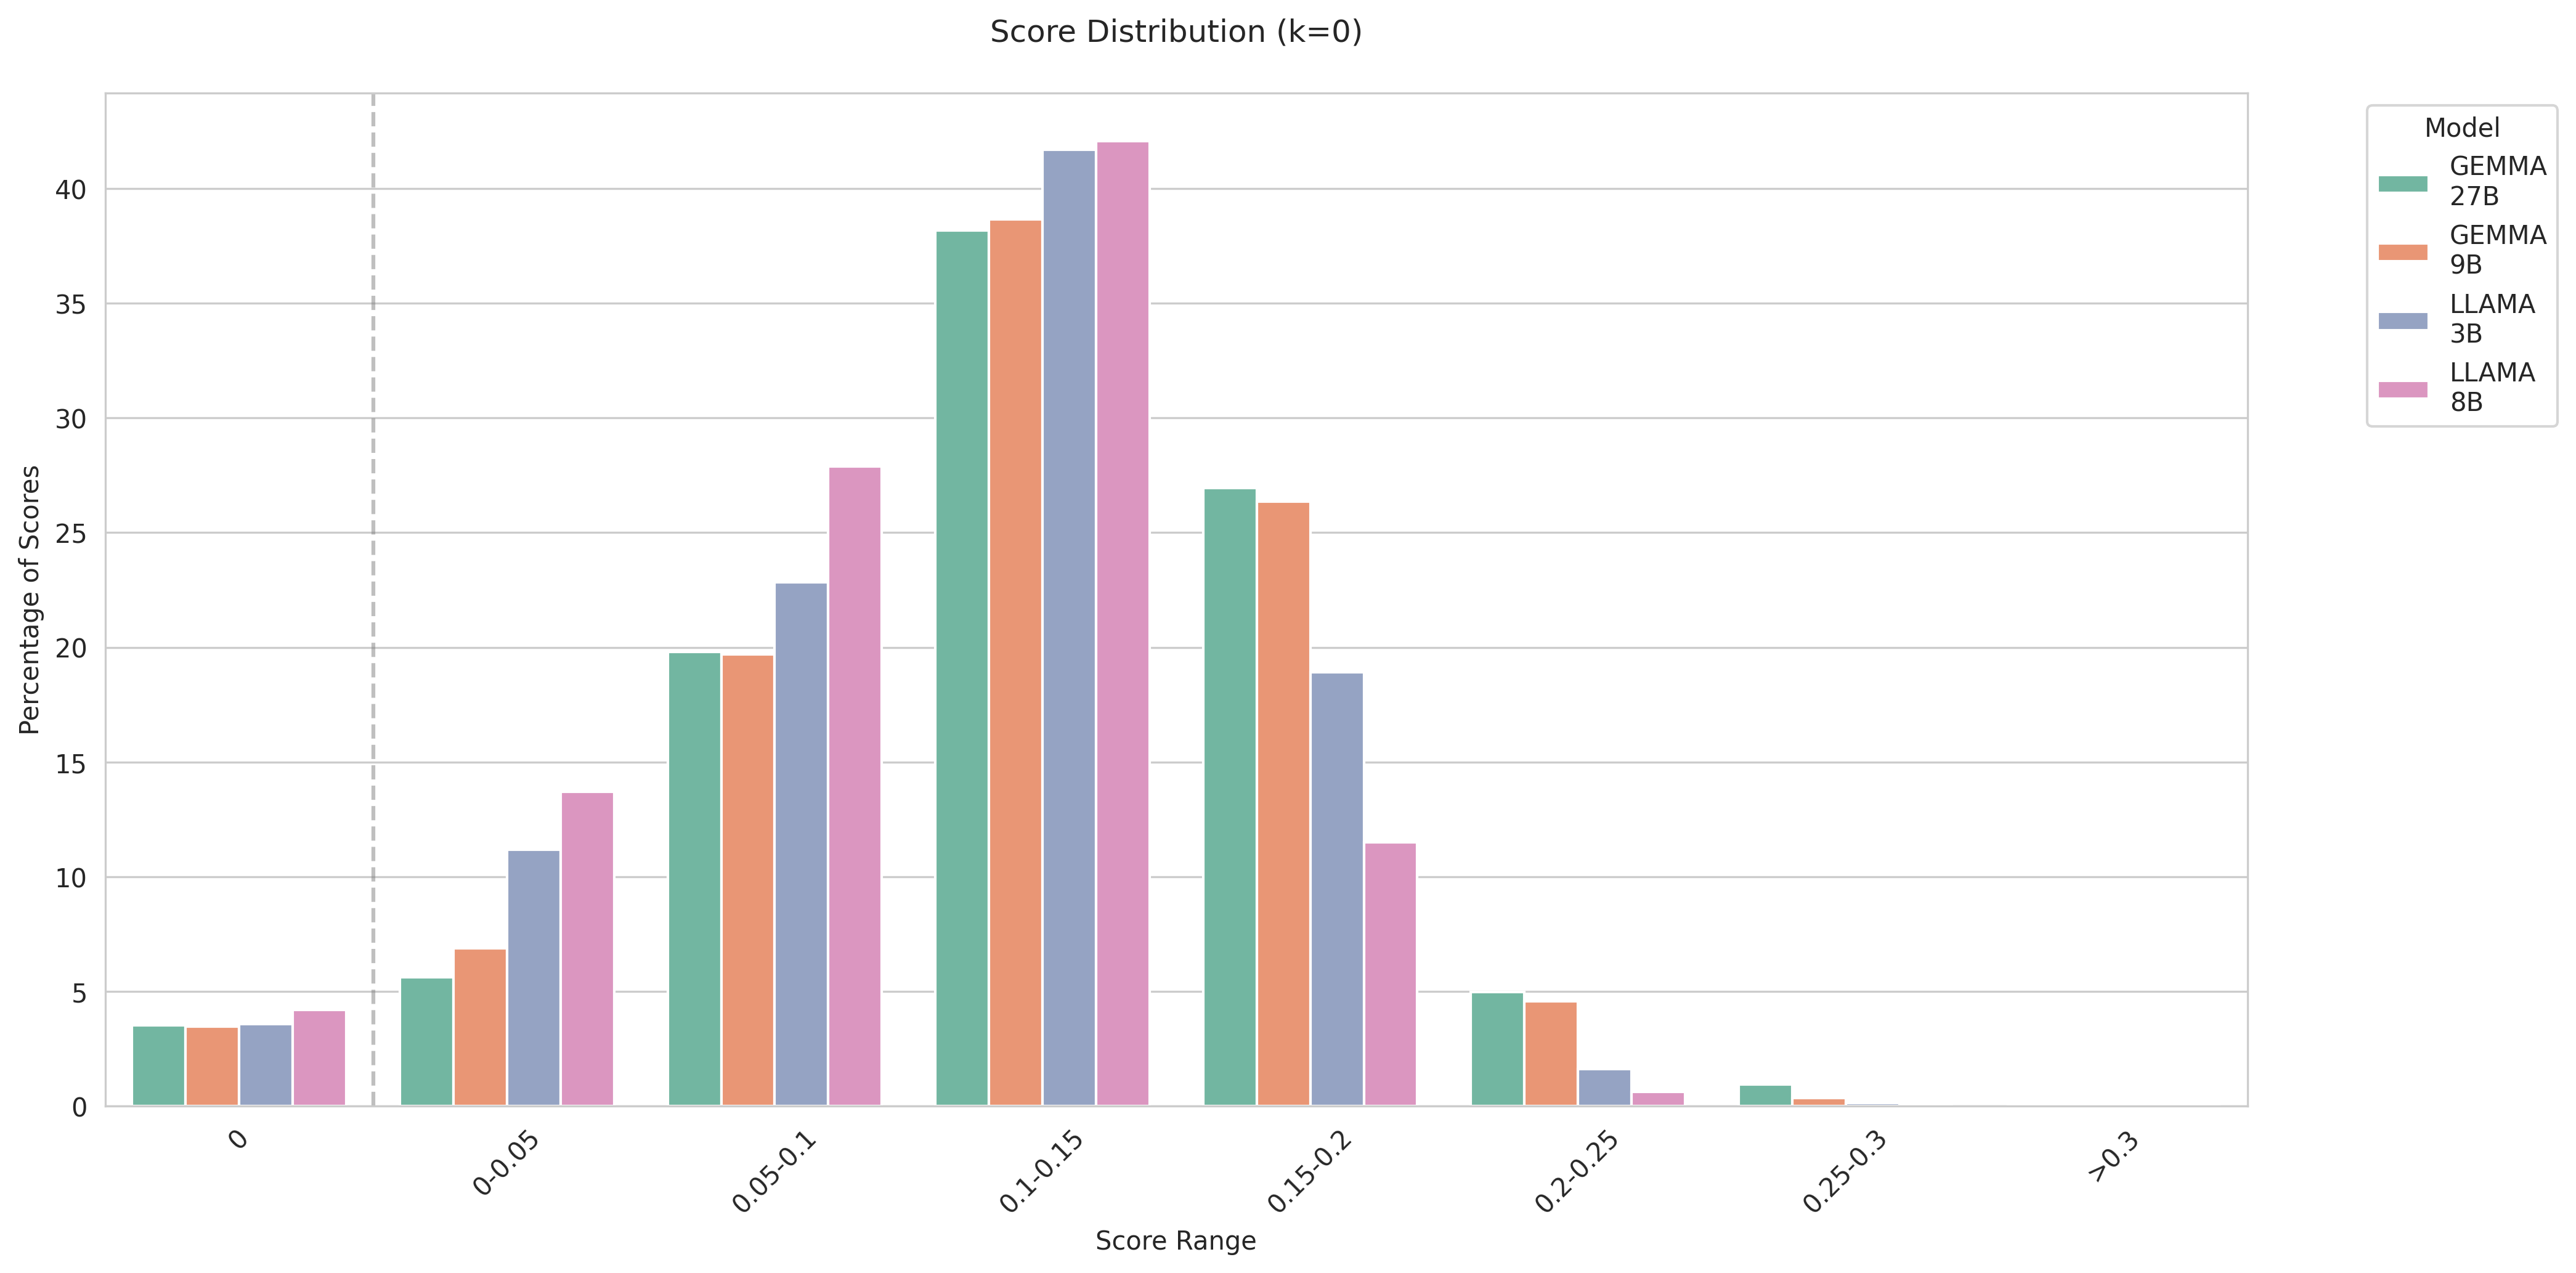 Score Distribution (k=0)
Model
GEMMA
27B
GEMMA
9B
LLAMA
3B
LLAMA
8B
Percentage of Scores
40
35
30
25
20
15
10
5
0
0
0-0.05
0.05-0.1
0.1-0.15
0.15-0.2
0.2-0.25
0.25-0.3
>0.3
Score Range